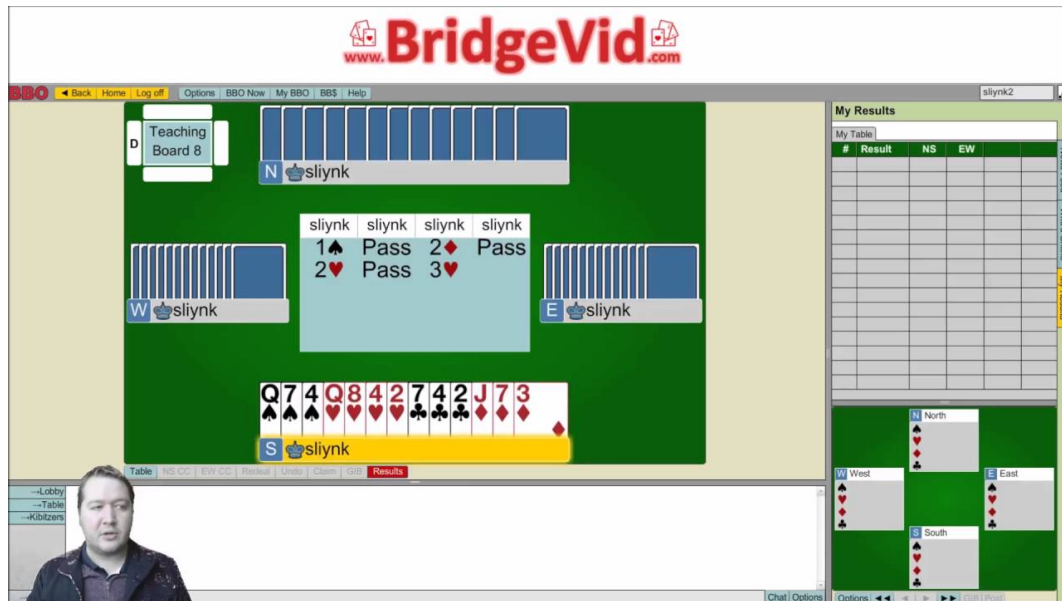 www.BridgeVid.com
BBO ◄ Back Home Log off Options BBO Now My BBO BB$ Help sliynk2
My Results
My Table
# Result NS EW
D Teaching
Board 8
N sliynk
sliynk sliynk sliynk sliynk
1♠ Pass 2♦ Pass
2♥ Pass 3♥
W sliynk
E sliynk
Q 7 4 Q 8 4 2 7 4 2 J 7 3
♠ ♠ ♠ ♥ ♥ ♥ ♥ ♣ ♣ ♣ ♦ ♦ ♦
S sliynk
Table NS CC EW CC Redeal Undo Claim GIB Results
N North
♠
♥
♦
♣
W West
♠
♥
♦
♣
E East
♠
♥
♦
♣
S South
♠
♥
♦
♣
→Lobby
→Table
→Kibitzers
Chat Options
Options ◄◄ ◄ ► ►► GIB Post